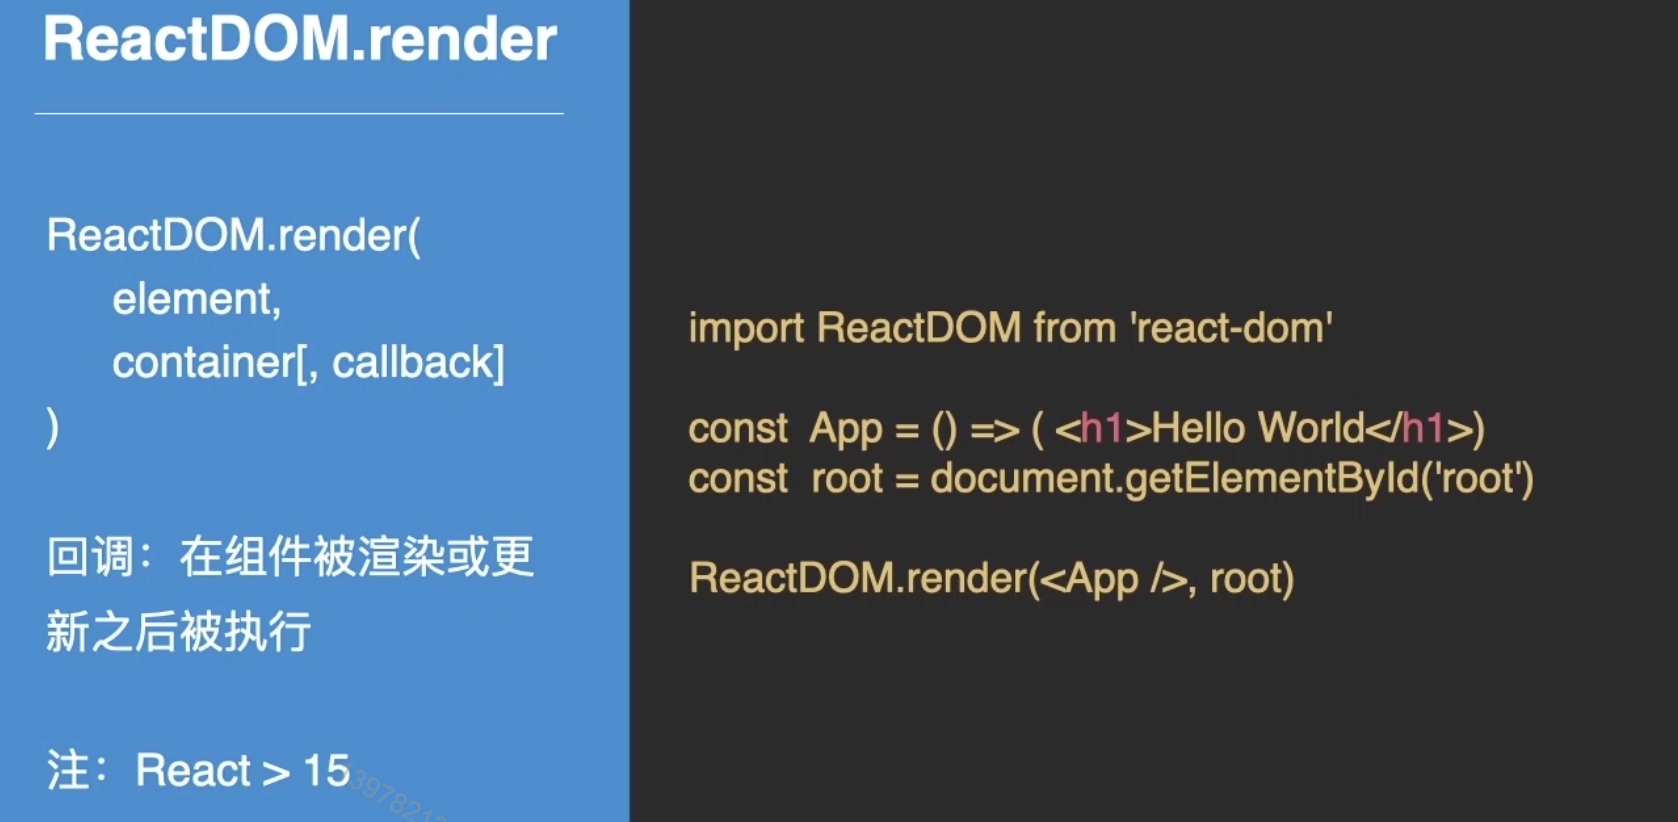 ReactDOM.render
ReactDOM.render(
element,
container[, callback]
)
回调：在组件被渲染或更
新之后被执行
注：React > 15
import ReactDOM from 'react-dom'
const App = () => ( <h1>Hello World</h1>)
const root = document.getElementById('root')
ReactDOM.render(<App />, root)